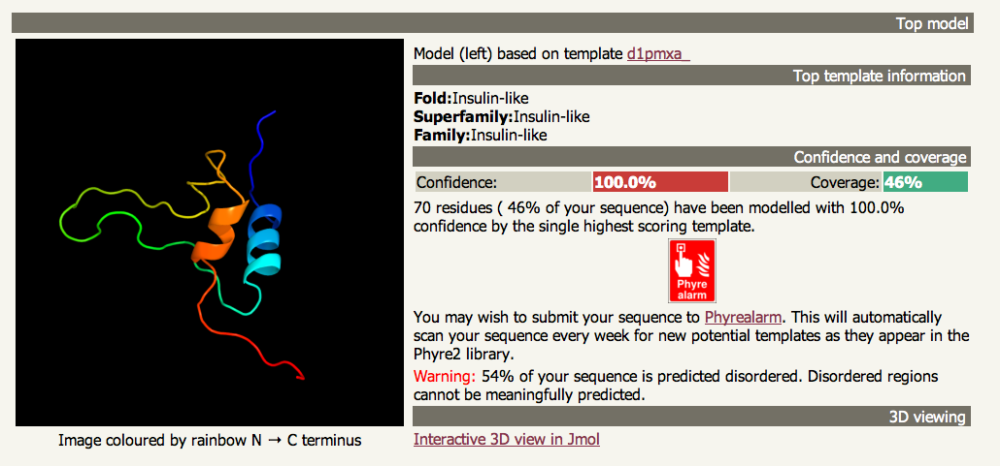 Top model
Model (left) based on template d1pmxa_
Top template information
Fold:Insulin-like
Superfamily:Insulin-like
Family:Insulin-like
Confidence and coverage
Confidence: 100.0% Coverage: 46%
70 residues ( 46% of your sequence) have been modelled with 100.0%
confidence by the single highest scoring template.
Phyre
alarm
You may wish to submit your sequence to Phyrealarm. This will automatically
scan your sequence every week for new potential templates as they appear in the
Phyre2 library.
Warning: 54% of your sequence is predicted disordered. Disordered regions
cannot be meaningfully predicted.
3D viewing
Image coloured by rainbow N → C terminus
Interactive 3D view in Jmol